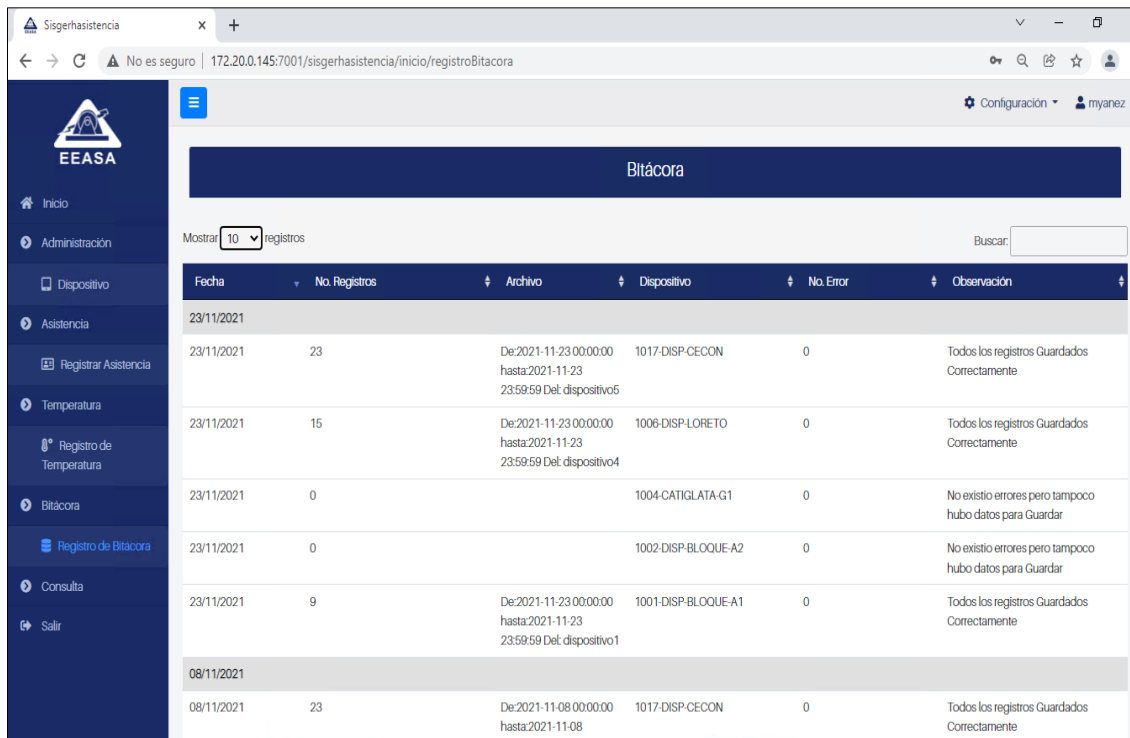 Sisgerhasistencia
No es seguro | 172.20.0.145:7001/sisgerhasistencia/inicio/registroBitacora
EEASA
Inicio
Administración
Dispositivo
Asistencia
Registrar Asistencia
Temperatura
Registro de
Temperatura
Bitácora
Registro de Bitácora
Consulta
Salir
Configuración
myanez
Bitácora
Mostrar 10 registros
Buscar:
Fecha No. Registros Archivo Dispositivo No. Error Observación
23/11/2021
23/11/2021 23 De:2021-11-23 00:00:00 1017-DISP-CECON 0 Todos los registros Guardados
hasta:2021-11-23 Correctamente
23:59:59 Del: dispositivo5
23/11/2021 15 De:2021-11-23 00:00:00 1006-DISP-LORETO 0 Todos los registros Guardados
hasta:2021-11-23 Correctamente
23:59:59 Del: dispositivo4
23/11/2021 0 1004-CATIGLATA-G1 0 No existio errores pero tampoco
hubo datos para Guardar
23/11/2021 0 1002-DISP-BLOQUE-A2 0 No existio errores pero tampoco
hubo datos para Guardar
23/11/2021 9 De:2021-11-23 00:00:00 1001-DISP-BLOQUE-A1 0 Todos los registros Guardados
hasta:2021-11-23 Correctamente
23:59:59 Del: dispositivo1
08/11/2021
08/11/2021 23 De:2021-11-08 00:00:00 1017-DISP-CECON 0 Todos los registros Guardados
hasta:2021-11-08 Correctamente